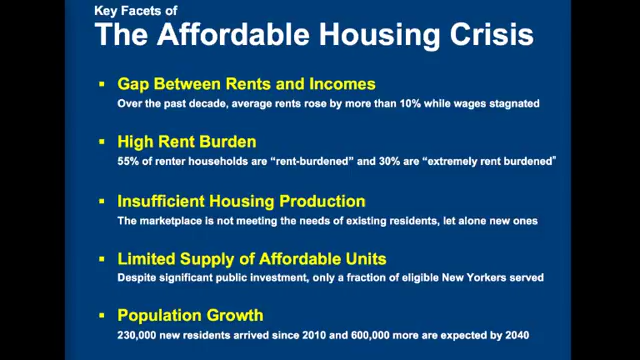 Key Facets of
The Affordable Housing Crisis
▪ Gap Between Rents and Incomes
Over the past decade, average rents rose by more than 10% while wages stagnated
▪ High Rent Burden
55% of renter households are “rent-burdened” and 30% are “extremely rent burdened”
▪ Insufficient Housing Production
The marketplace is not meeting the needs of existing residents, let alone new ones
▪ Limited Supply of Affordable Units
Despite significant public investment, only a fraction of eligible New Yorkers served
▪ Population Growth
230,000 new residents arrived since 2010 and 600,000 more are expected by 2040